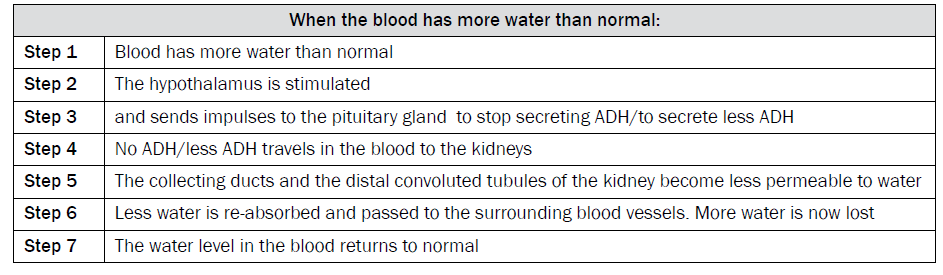 When the blood has more water than normal:
Step 1 Blood has more water than normal
Step 2 The hypothalamus is stimulated
Step 3 and sends impulses to the pituitary gland to stop secreting ADH/to secrete less ADH
Step 4 No ADH/less ADH travels in the blood to the kidneys
Step 5 The collecting ducts and the distal convoluted tubules of the kidney become less permeable to water
Step 6 Less water is re-absorbed and passed to the surrounding blood vessels. More water is now lost
Step 7 The water level in the blood returns to normal